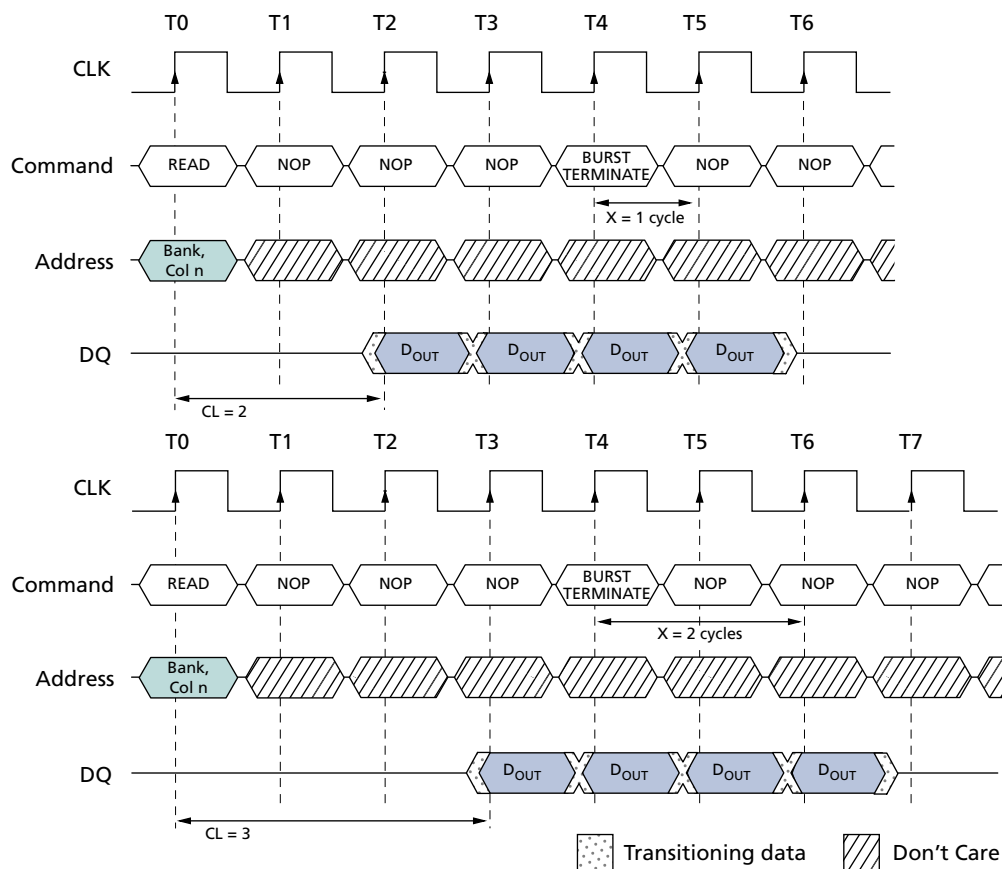 T0 T1 T2 T3 T4 T5 T6
CLK
Command READ NOP NOP NOP BURST TERMINATE NOP NOP
X = 1 cycle
Address Bank, Col n
DQ DOUT DOUT DOUT DOUT
CL = 2
T0 T1 T2 T3 T4 T5 T6 T7
CLK
Command READ NOP NOP NOP BURST TERMINATE NOP NOP NOP
X = 2 cycles
Address Bank, Col n
DQ DOUT DOUT DOUT DOUT
CL = 3
Transitioning data Don't Care